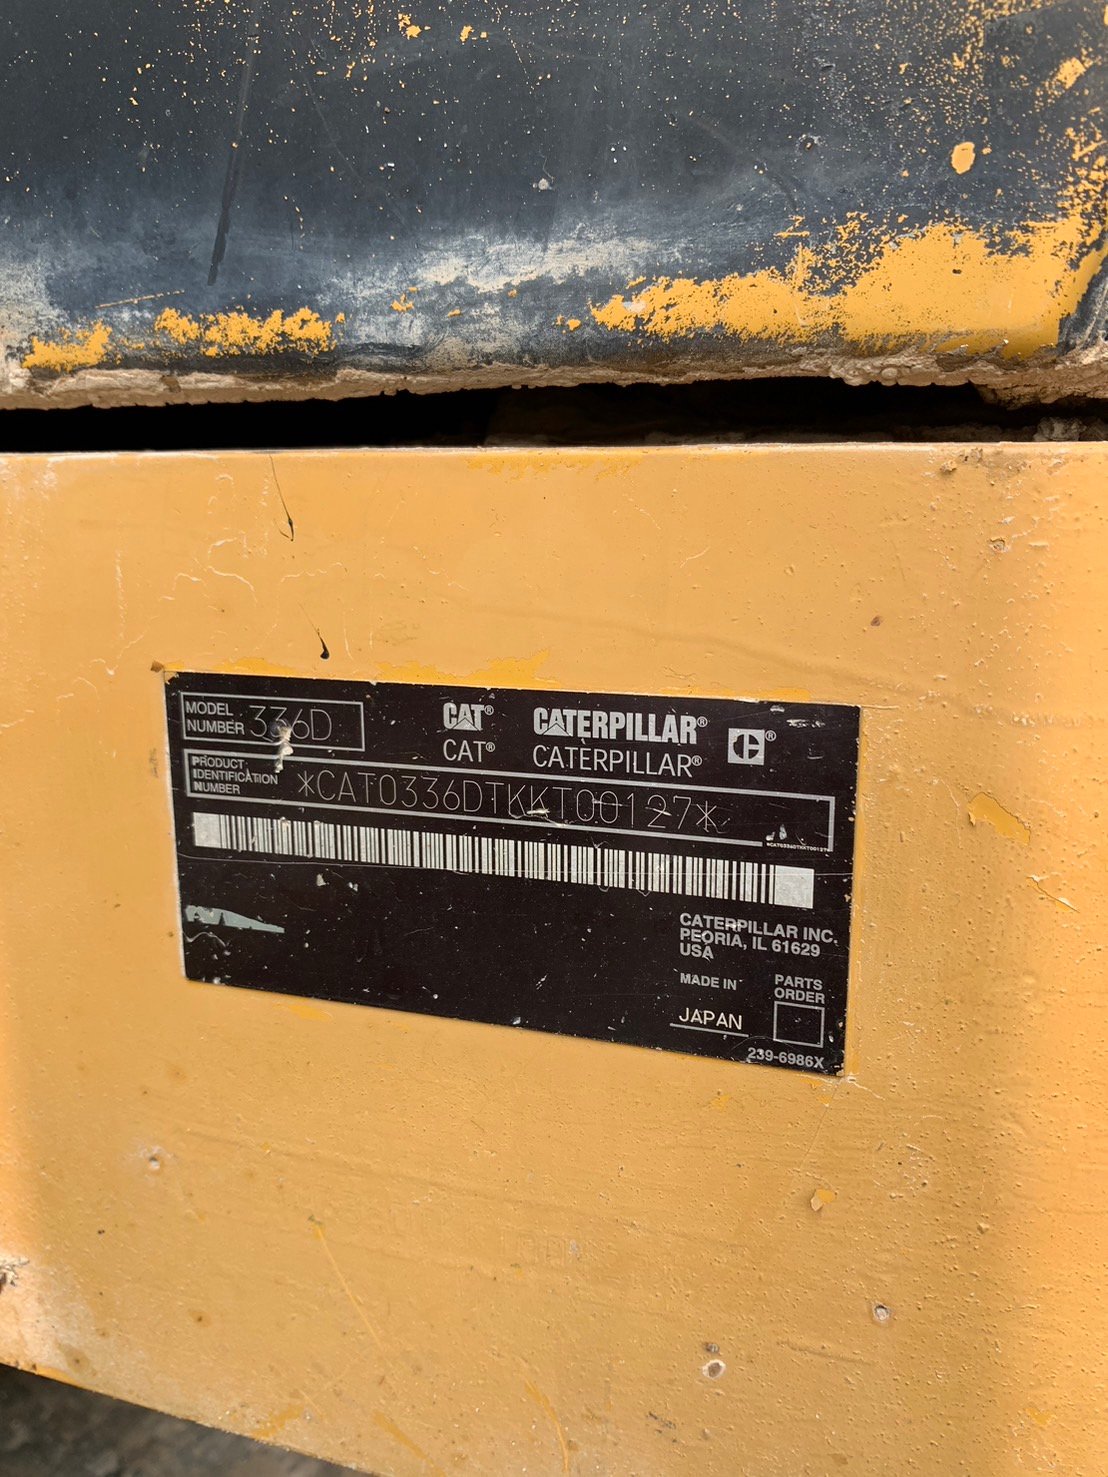 MODEL NUMBER 336D
CAT® CATERPILLAR®
CAT® CATERPILLAR®
PRODUCT IDENTIFICATION NUMBER *CAT0336DTKKT00127*
*CAT0336DTKKT00127*
CATERPILLAR INC.
PEORIA, IL 61629
USA
MADE IN
JAPAN
PARTS
ORDER
239-6986X